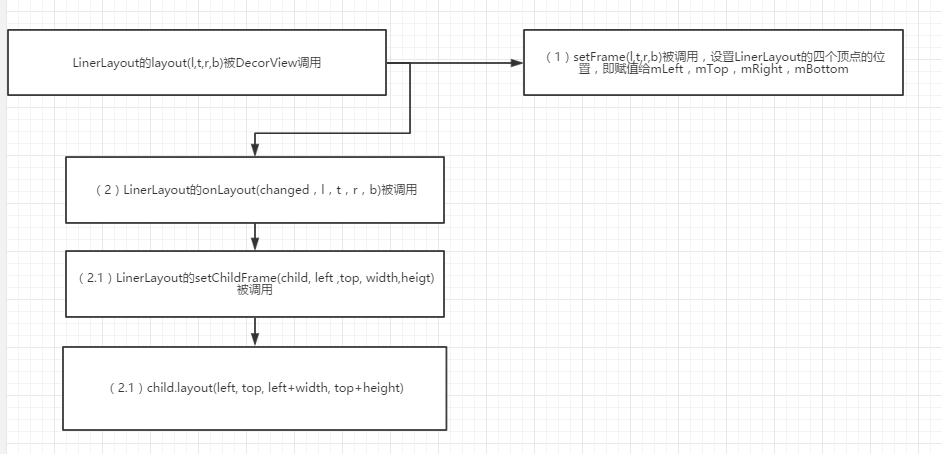 LinerLayout的layout(l,t,r,b)被DecorView调用
（1）setFrame(l,t,r,b)被调用，设置LinerLayout的四个顶点的位
置，即赋值给mLeft，mTop，mRight，mBottom
（2）LinerLayout的onLayout(changed，l，t，r，b)被调用
（2.1）LinerLayout的setChildFrame(child, left ,top, width,heigt)
被调用
（2.1）child.layout(left, top, left+width, top+height)